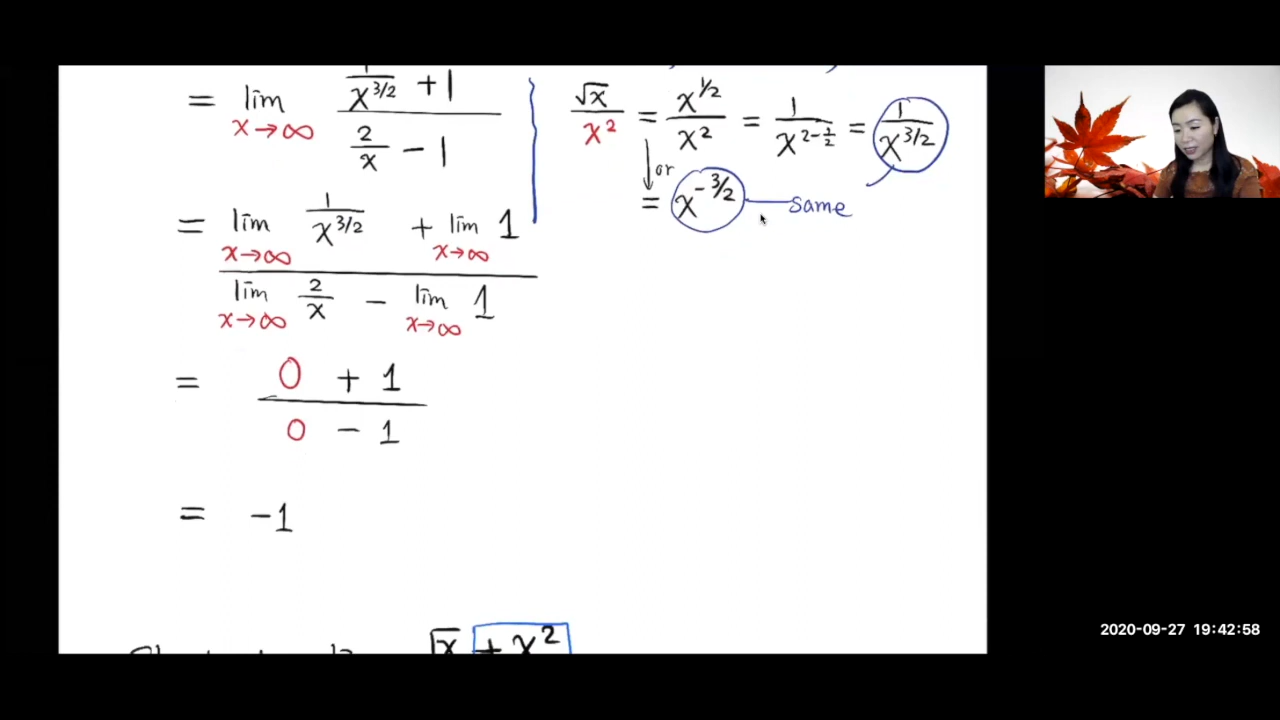 = lim x→∞ (1/x^{3/2} + 1)/(2/x − 1)
√x/x² = x^{1/2}/x² = 1/x^{2−1/2} = 1/x^{3/2}
or
= x^{−3/2} — same
= (lim x→∞ 1/x^{3/2} + lim x→∞ 1)/(lim x→∞ 2/x − lim x→∞ 1)
= (0 + 1)/(0 − 1)
= −1
√x + x²
2020-09-27 19:42:58